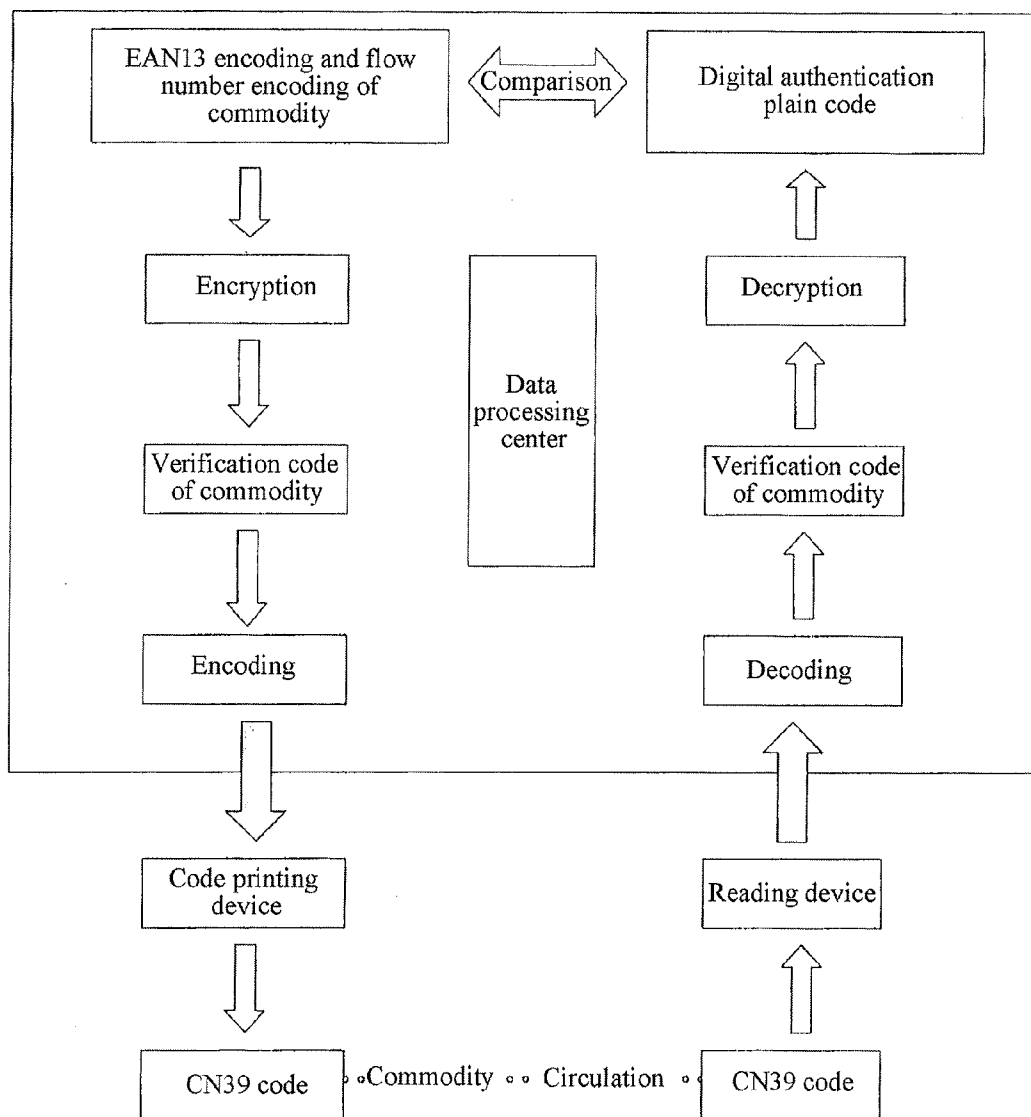 EAN13 encoding and flow
number encoding of
commodity
Comparison
Digital authentication
plain code
Encryption
Decryption
Data
processing
center
Verification code
of commodity
Verification code
of commodity
Encoding
Decoding
Code printing
device
Reading device
CN39 code
Commodity
Circulation
CN39 code